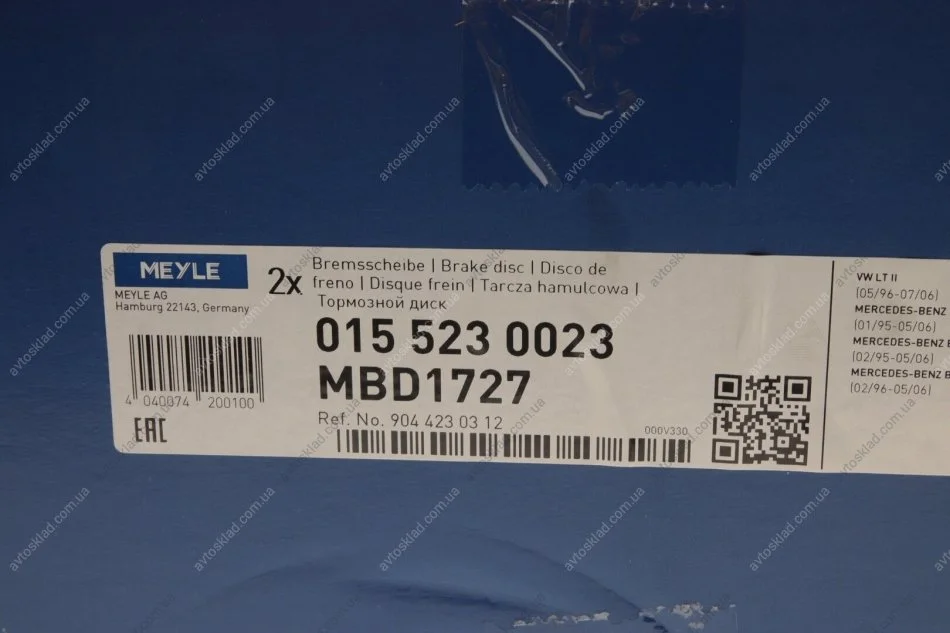 MEYLE
MEYLE AG
Hamburg 22143, Germany
2x
Bremsscheibe | Brake disc | Disco de
freno | Disque frein | Tarcza hamulcowa |
Тормозной диск
015 523 0023
MBD1727
Ref. No. 904 423 03 12
4 040074 200100
EAC
000V330
VW LT II
(05/96-07/06)
MERCEDES-BENZ
(01/95-05/06)
MERCEDES-BENZ
(02/95-05/06)
MERCEDES-BENZ
(02/96-05/06)
avtosklad.com.ua